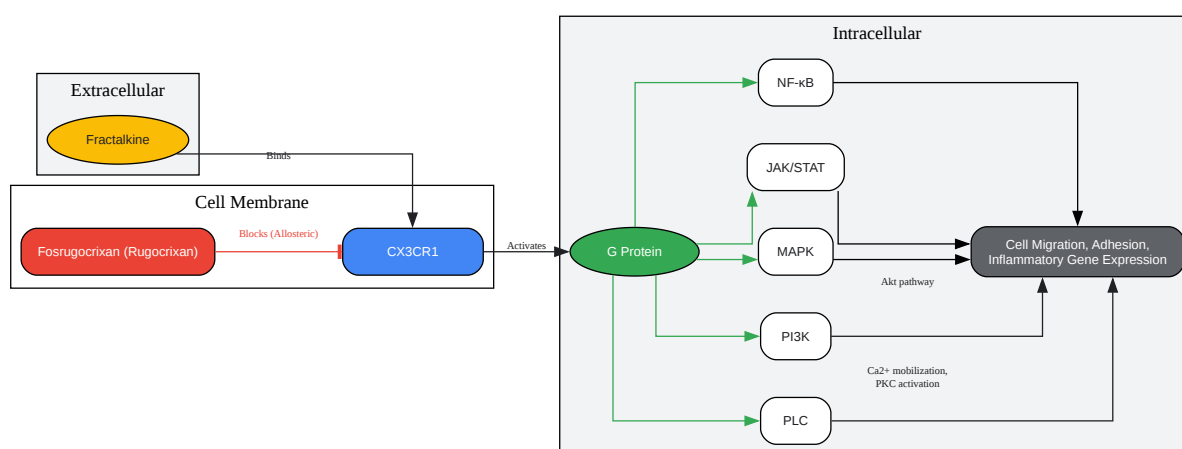 Intracellular
Extracellular
Fractalkine
Binds
Cell Membrane
Fosrugocrixan (Rugocrixan)
Blocks (Allosteric)
CX3CR1
Activates
G Protein
NF-κB
JAK/STAT
MAPK
PI3K
PLC
Akt pathway
Ca2+ mobilization,
PKC activation
Cell Migration, Adhesion,
Inflammatory Gene Expression